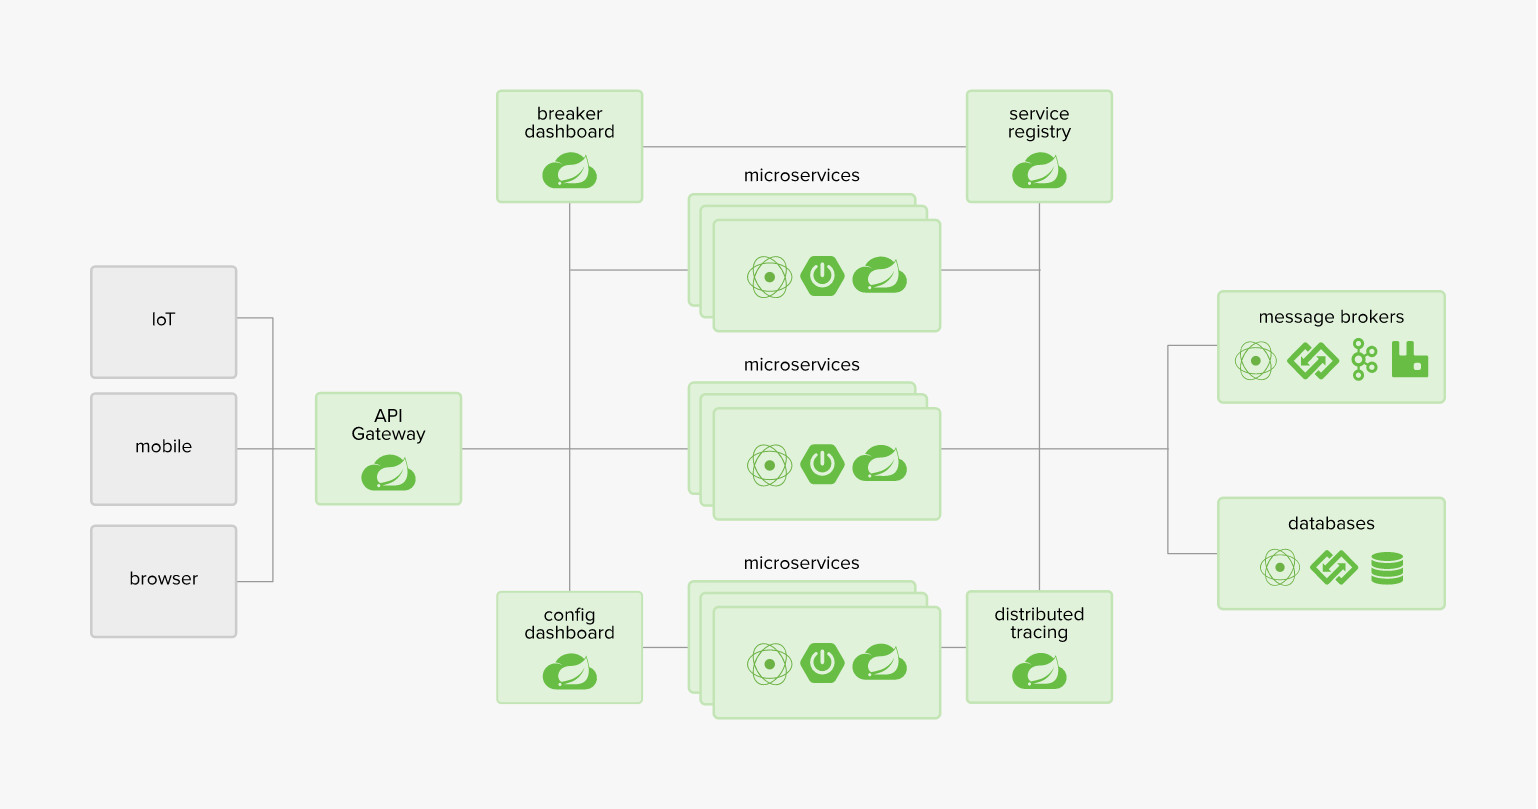 breaker
dashboard
service
registry
microservices
IoT
message brokers
microservices
API
Gateway
mobile
databases
microservices
browser
config
dashboard
distributed
tracing